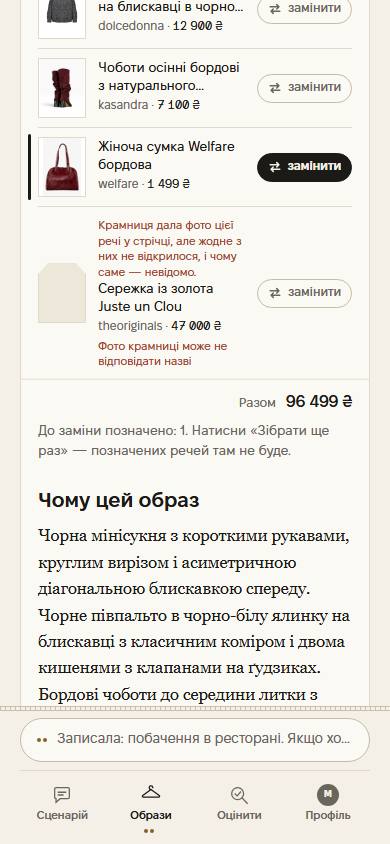 на блискавці в чорно...
dolcedonna · 12 900 ₴
замінити
Чоботи осінні бордові
з натурального...
kasandra · 7 100 ₴
замінити
Жіноча сумка Welfare
бордова
welfare · 1 499 ₴
замінити
Крамниця дала фото цієї
речі у стрічці, але жодне з
них не відкрилося, і чому
саме — невідомо.
Сережка із золота
Juste un Clou
theoriginals · 47 000 ₴
замінити
Фото крамниці може не
відповідати назві
Разом 96 499 ₴
До заміни позначено: 1. Натисни «Зібрати ще
раз» — позначених речей там не буде.
Чому цей образ
Чорна мінісукня з короткими рукавами,
круглим вирізом і асиметричною
діагональною блискавкою спереду.
Чорне півпальто в чорно-білу ялинку на
блискавці з класичним коміром і двома
кишенями з клапанами на ґудзиках.
Бордові чоботи до середини литки з
Записала: побачення в ресторані. Якщо хо...
Сценарій
Образи
Оцінити
М
Профіль